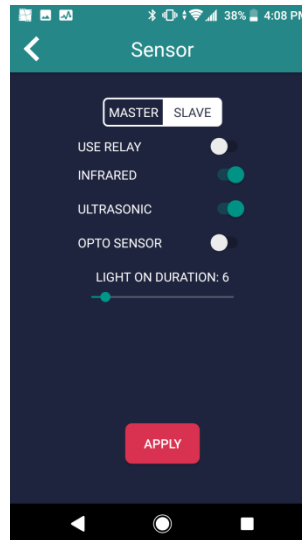 38% 4:08 PM
Sensor
MASTER SLAVE
USE RELAY
INFRARED
ULTRASONIC
OPTO SENSOR
LIGHT ON DURATION: 6
APPLY